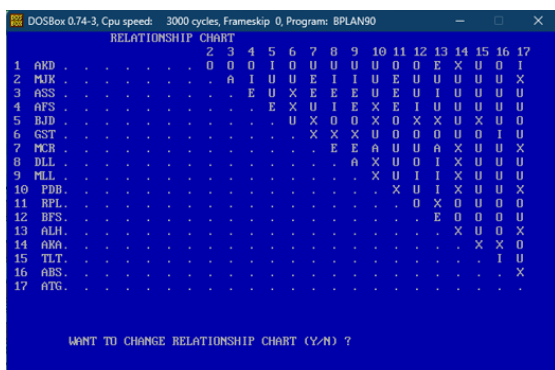 DOSBox 0.74-3, Cpu speed: 3000 cycles, Frameskip 0, Program: BPLAN90
RELATIONSHIP CHART
2 3 4 5 6 7 8 9 10 11 12 13 14 15 16 17
1 AKD . . . . . . . O O O I O U U U U O O E X U O I
2 MJK . . . . . . . . A I U U E I I U E U U U U U X
3 ASS . . . . . . . . . E U X E E E U E U I U U U U
4 AFS . . . . . . . . . . E X U I E X E I U U U U U
5 BJD . . . . . . . . . . . U X O O X O X X U X U O
6 GST . . . . . . . . . . . . X X X U O O O U O I U
7 MCR . . . . . . . . . . . . . E E A U U A X U U X
8 DLL . . . . . . . . . . . . . . A X U O I X U U U
9 MLL . . . . . . . . . . . . . . . X U I I X U U X
10 PDB. . . . . . . . . . . . . . . . X U I X U U X
11 RPL. . . . . . . . . . . . . . . . . O X O U O O
12 BFS. . . . . . . . . . . . . . . . . . E O O O U
13 ALH. . . . . . . . . . . . . . . . . . . X U O X
14 AKA. . . . . . . . . . . . . . . . . . . . X X O
15 TLT. . . . . . . . . . . . . . . . . . . . . I U
16 ABS. . . . . . . . . . . . . . . . . . . . . . X
17 ATG. . . . . . . . . . . . . . . . . . . . . . .
WANT TO CHANGE RELATIONSHIP CHART (Y/N) ?